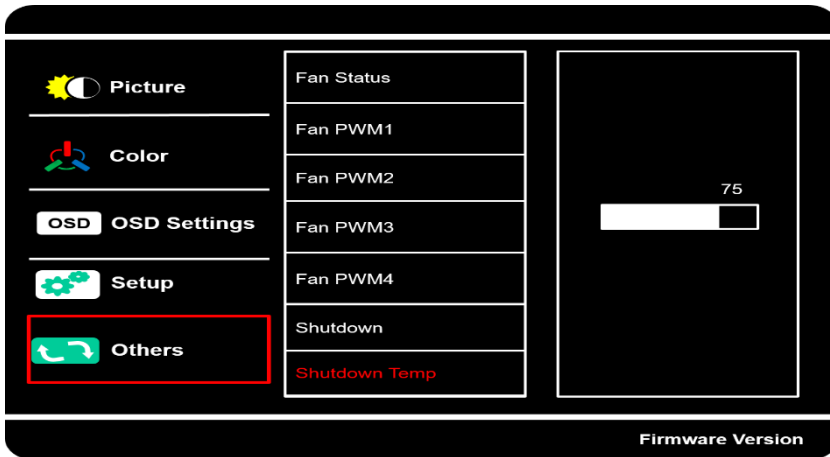 Picture
Color
OSD OSD Settings
Setup
Others
Fan Status
Fan PWM1
Fan PWM2
Fan PWM3
Fan PWM4
Shutdown
Shutdown Temp
75
Firmware Version